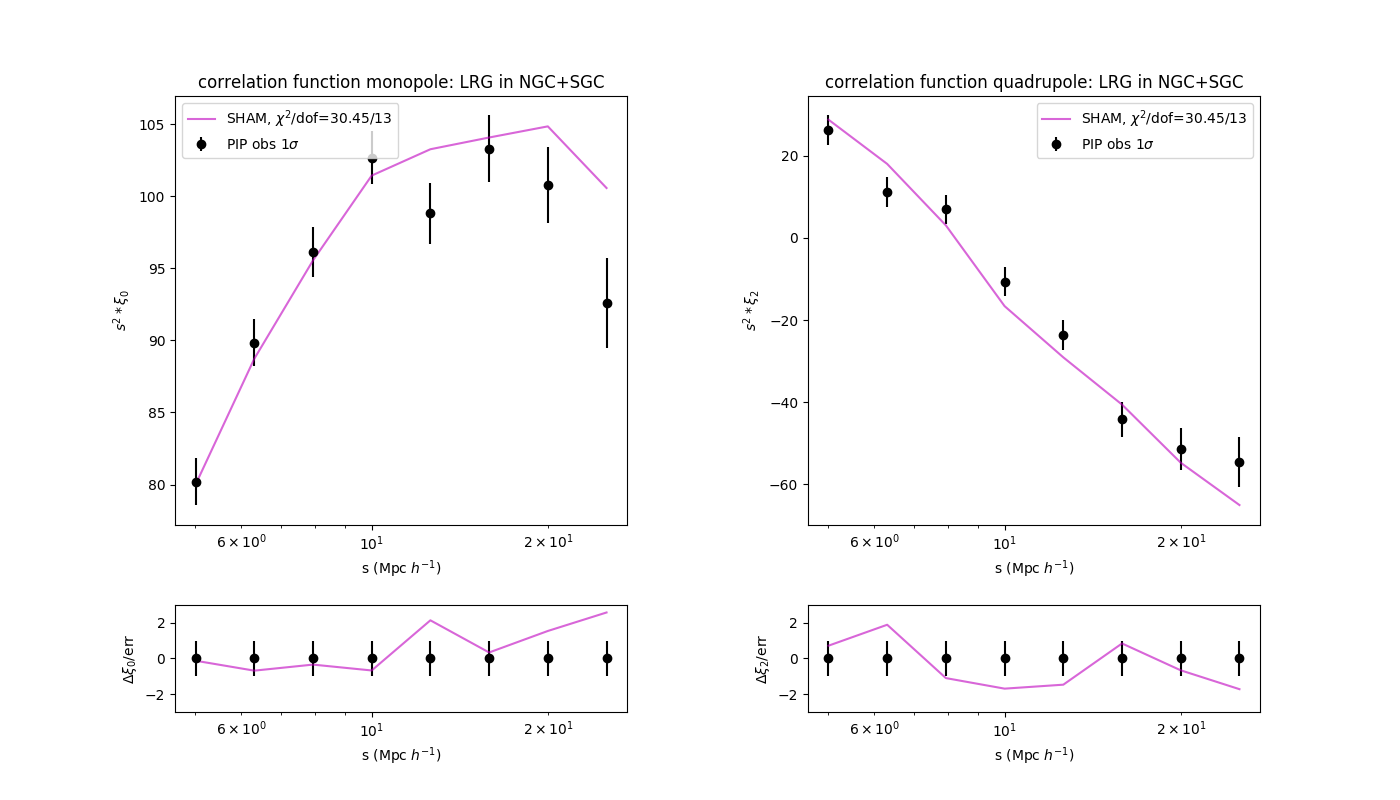 correlation function monopole: LRG in NGC+SGC
SHAM, χ²/dof=30.45/13
PIP obs 1σ
105
100
95
90
85
80
s² * ξ₀
6 × 10⁰
10¹
2 × 10¹
s (Mpc h⁻¹)
correlation function quadrupole: LRG in NGC+SGC
SHAM, χ²/dof=30.45/13
PIP obs 1σ
20
0
−20
−40
−60
s² * ξ₂
6 × 10⁰
10¹
2 × 10¹
s (Mpc h⁻¹)
2
0
−2
Δξ₀/err
6 × 10⁰
10¹
2 × 10¹
s (Mpc h⁻¹)
2
0
−2
Δξ₂/err
6 × 10⁰
10¹
2 × 10¹
s (Mpc h⁻¹)